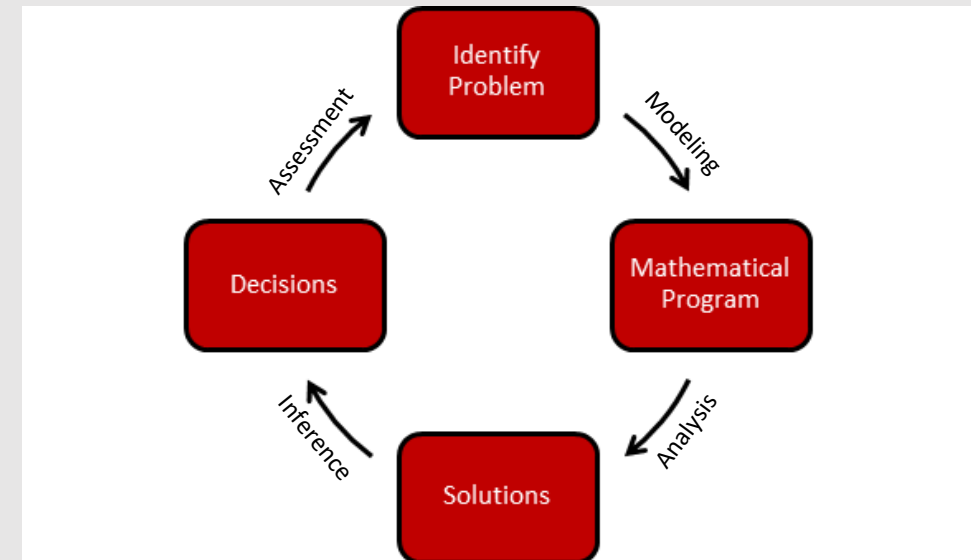 Identify
Problem
Modeling
Mathematical
Program
Analysis
Solutions
Inference
Decisions
Assessment